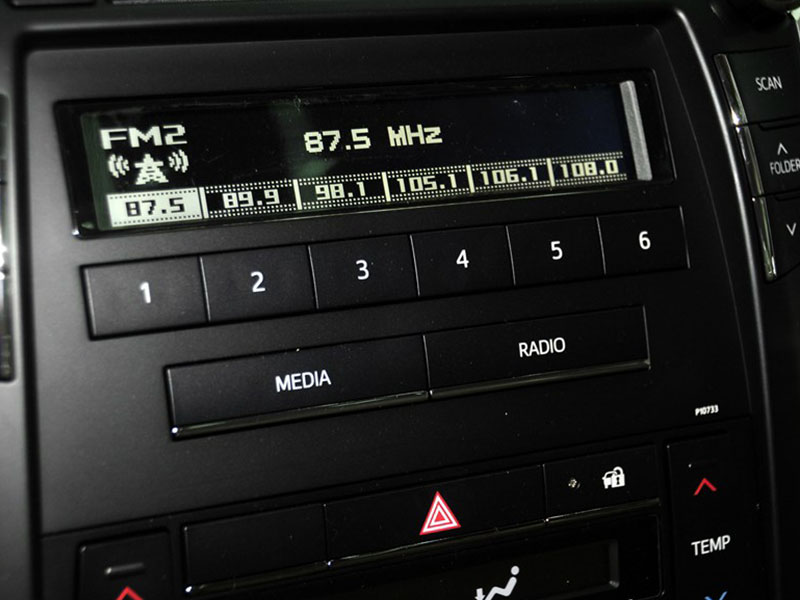 FM2 87.5 MHz
87.5 89.9 98.1 105.1 106.1 108.0
1 2 3 4 5 6
MEDIA RADIO
P10733
TEMP
SCAN
FOLDER